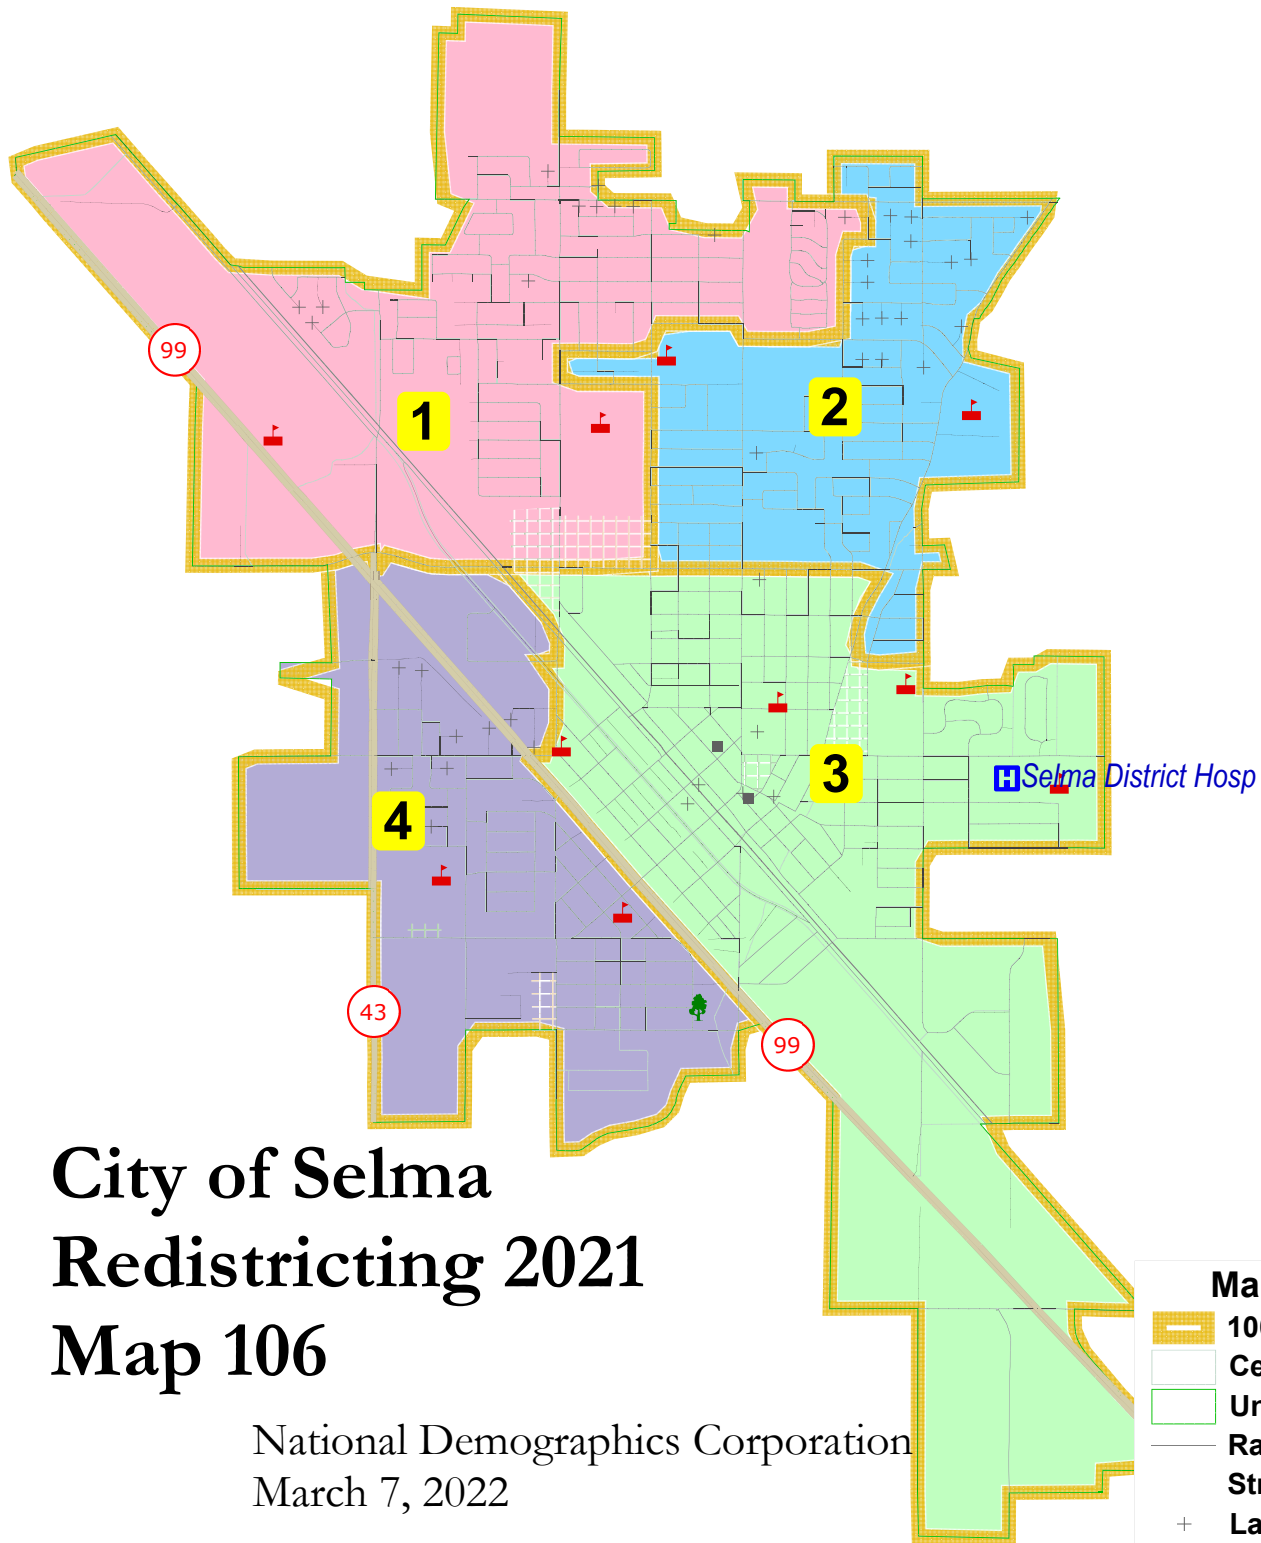 99
1
2
3
H Selma District Hosp
4
43
99
City of Selma
Redistricting 2021
Map 106
National Demographics Corporation
March 7, 2022